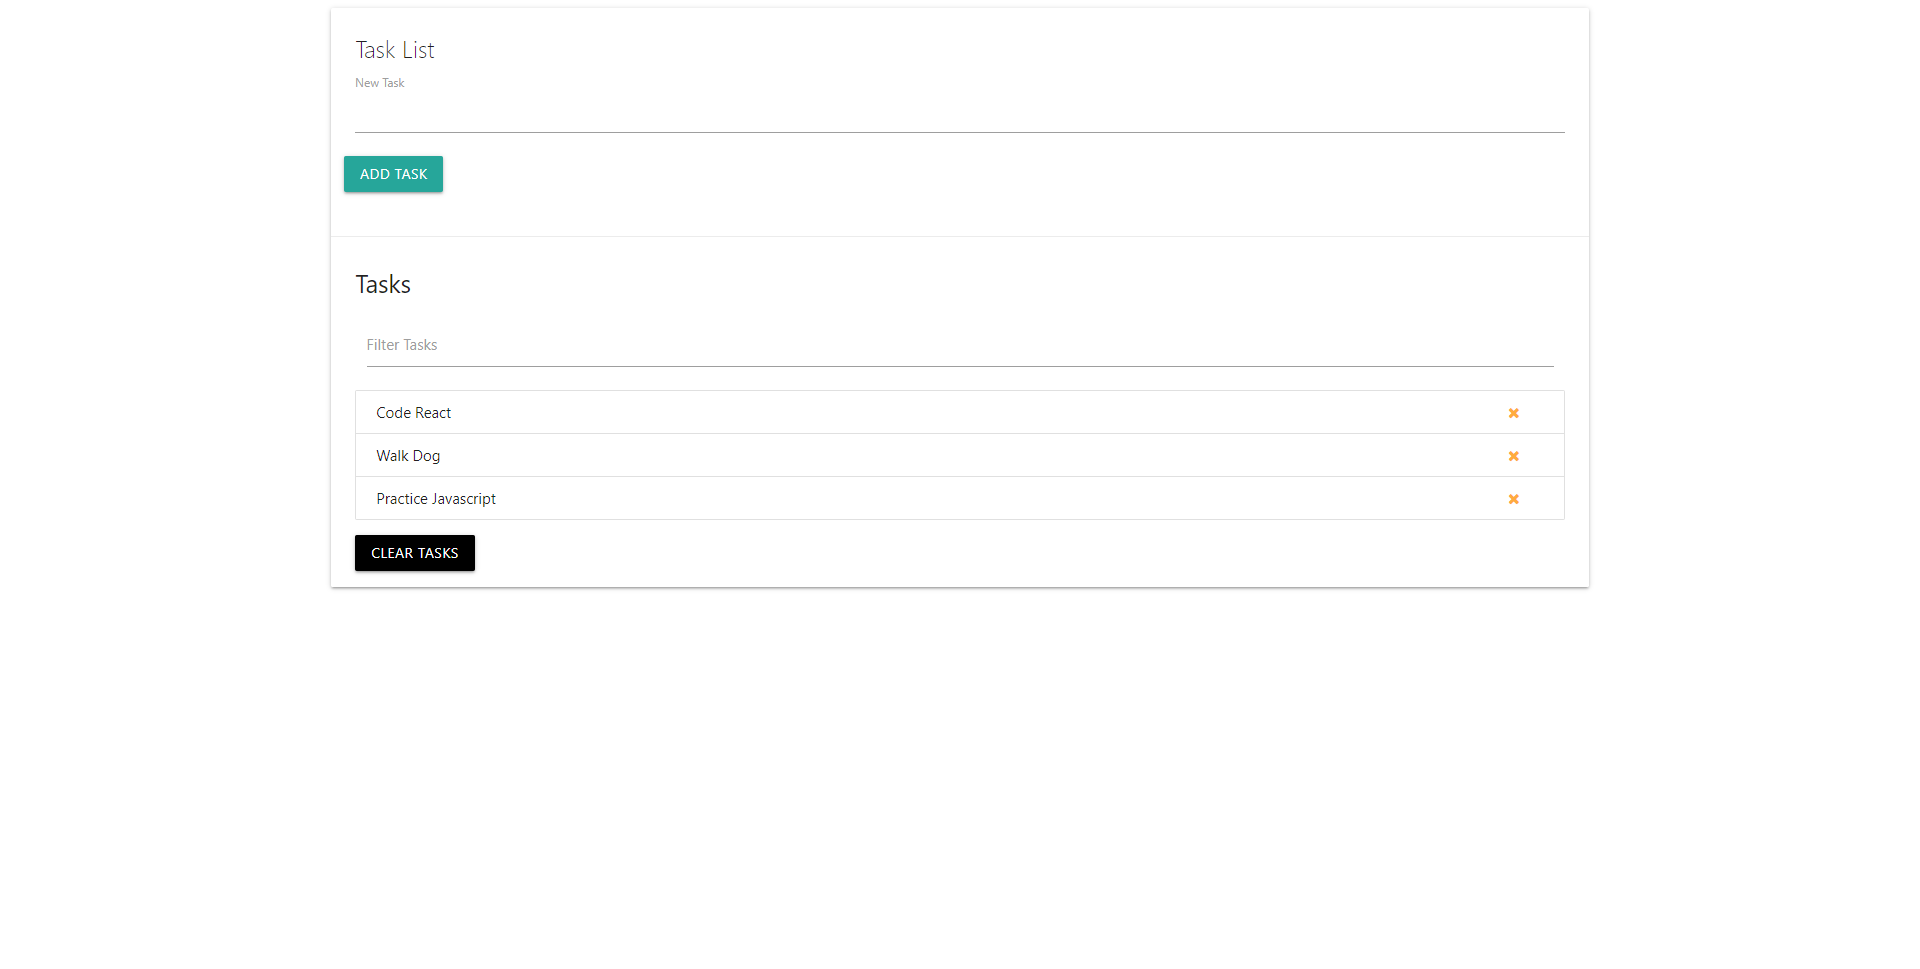 Task List
New Task
ADD TASK
Tasks
Filter Tasks
Code React
Walk Dog
Practice Javascript
CLEAR TASKS